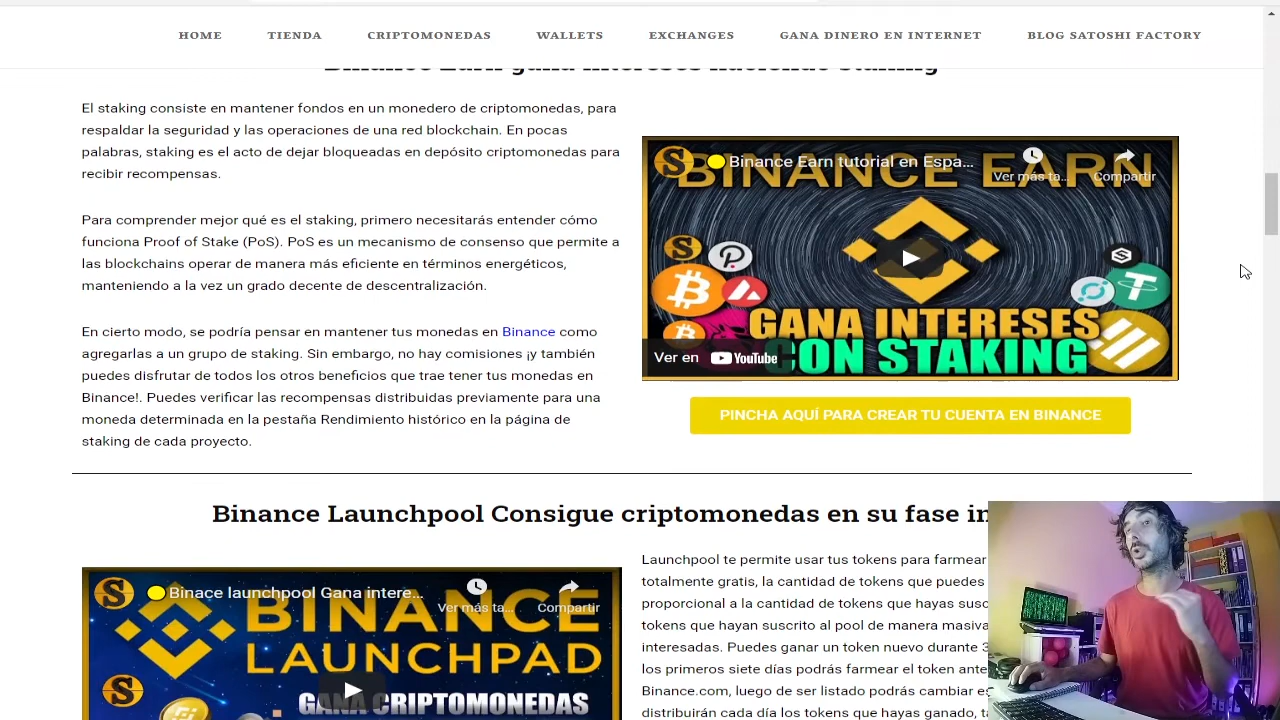 HOME TIENDA CRIPTOMONEDAS WALLETS EXCHANGES GANA DINERO EN INTERNET BLOG SATOSHI FACTORY
Binance Earn gana intereses haciendo staking
El staking consiste en mantener fondos en un monedero de criptomonedas, para
respaldar la seguridad y las operaciones de una red blockchain. En pocas
palabras, staking es el acto de dejar bloqueadas en depósito criptomonedas para
recibir recompensas.
Para comprender mejor qué es el staking, primero necesitarás entender cómo
funciona Proof of Stake (PoS). PoS es un mecanismo de consenso que permite a
las blockchains operar de manera más eficiente en términos energéticos,
manteniendo a la vez un grado decente de descentralización.
En cierto modo, se podría pensar en mantener tus monedas en Binance como
agregarlas a un grupo de staking. Sin embargo, no hay comisiones ¡y también
puedes disfrutar de todos los otros beneficios que trae tener tus monedas en
Binance!. Puedes verificar las recompensas distribuidas previamente para una
moneda determinada en la pestaña Rendimiento histórico en la página de
staking de cada proyecto.
Binance Earn tutorial en Espa...
Ver más ta... Compartir
BINANCE EARN
GANA INTERESES
CON STAKING
Ver en YouTube
PINCHA AQUÍ PARA CREAR TU CUENTA EN BINANCE
Binance Launchpool Consigue criptomonedas en su fase in
Binace launchpool Gana intere...
Ver más ta... Compartir
BINANCE
LAUNCHPAD
GANA CRIPTOMONEDAS
Launchpool te permite usar tus tokens para farmear
totalmente gratis, la cantidad de tokens que puedes
proporcional a la cantidad de tokens que hayas susc
tokens que hayan suscrito al pool de manera masiva
interesadas. Puedes ganar un token nuevo durante 3
los primeros siete días podrás farmear el token ante
Binance.com, luego de ser listado podrás cambiar es
distribuirán cada día los tokens que hayas ganado, ta